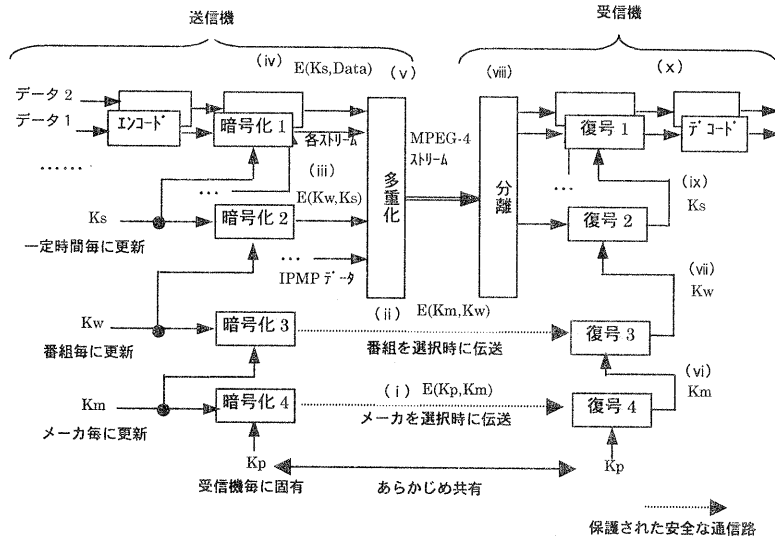 送信機
受信機
(iv)
E(Ks,Data)
(v)
(viii)
(x)
データ 2
データ 1
……
エンコード
暗号化 1
各ストリーム
(iii)
…
E(Kw,Ks)
Ks
一定時間毎に更新
暗号化 2
…
IPMP データ
多重化
MPEG-4
ストリーム
分離
復号 1
デコード
…
(ix)
Ks
復号 2
(vii)
Kw
(ii)
E(Km,Kw)
Kw
番組毎に更新
暗号化 3
番組を選択時に伝送
復号 3
(vi)
Km
(i)
E(Kp,Km)
Km
メーカ毎に更新
暗号化 4
メーカを選択時に伝送
復号 4
Kp
受信機毎に固有
あらかじめ共有
Kp
保護された安全な通信路